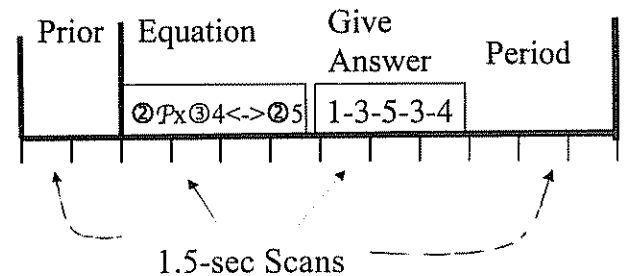 Prior Equation Give Answer Period
②𝒫x③4<->②5 1-3-5-3-4
1.5-sec Scans